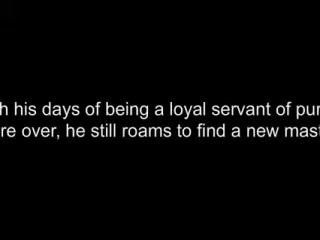 h his days of being a loyal servant of pur
re over, he still roams to find a new mast